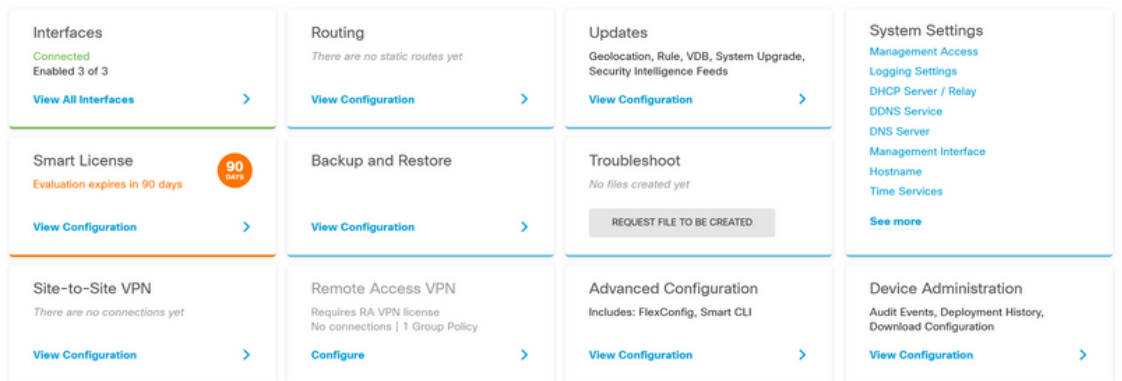 Interfaces
Connected
Enabled 3 of 3
View All Interfaces
Routing
There are no static routes yet
View Configuration
Updates
Geolocation, Rule, VDB, System Upgrade,
Security Intelligence Feeds
View Configuration
System Settings
Management Access
Logging Settings
DHCP Server / Relay
DDNS Service
DNS Server
Management Interface
Hostname
Time Services
See more
Smart License
Evaluation expires in 90 days
90
DAYS
View Configuration
Backup and Restore
View Configuration
Troubleshoot
No files created yet
REQUEST FILE TO BE CREATED
Site-to-Site VPN
There are no connections yet
View Configuration
Remote Access VPN
Requires RA VPN license
No connections | 1 Group Policy
Configure
Advanced Configuration
Includes: FlexConfig, Smart CLI
View Configuration
Device Administration
Audit Events, Deployment History,
Download Configuration
View Configuration